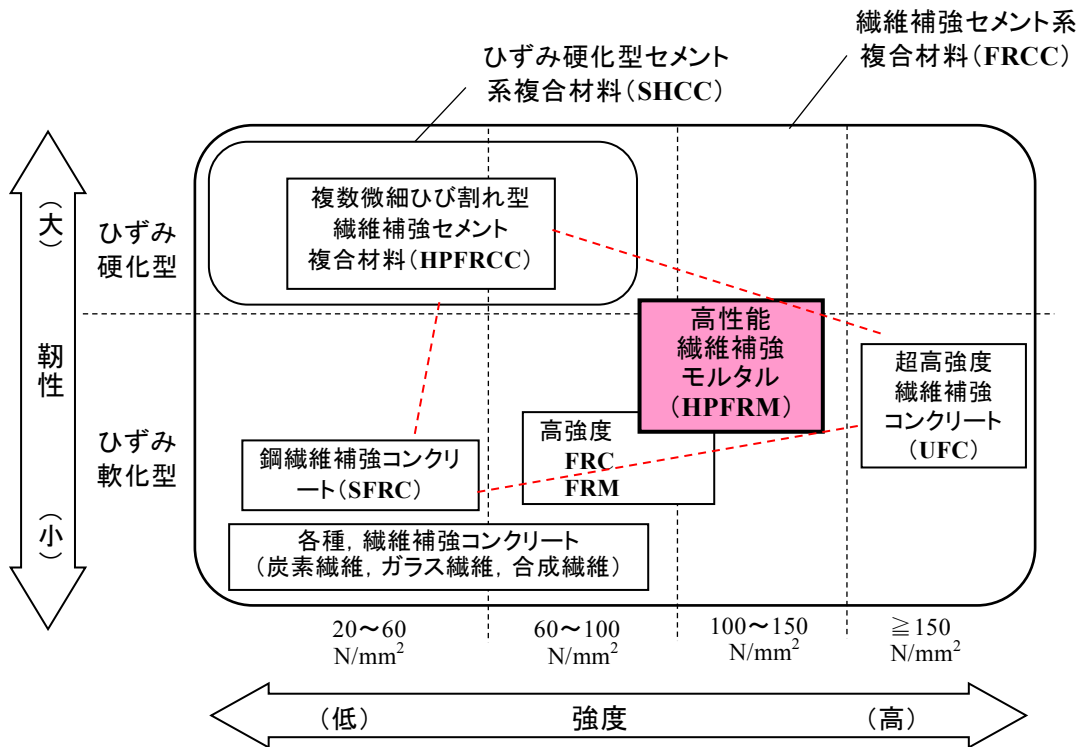 繊維補強セメント系
複合材料（FRCC）
ひずみ硬化型セメント
系複合材料（SHCC）
（大）
靭性
（小）
ひずみ
硬化型
ひずみ
軟化型
複数微細ひび割れ型
繊維補強セメント
複合材料（HPFRCC）
高性能
繊維補強
モルタル
（HPFRM）
超高強度
繊維補強
コンクリート
（UFC）
高強度
FRC
FRM
鋼繊維補強コンクリ
ート（SFRC）
各種，繊維補強コンクリート
（炭素繊維，ガラス繊維，合成繊維）
20～60
N/mm²
60～100
N/mm²
100～150
N/mm²
≧150
N/mm²
（低） 強度 （高）